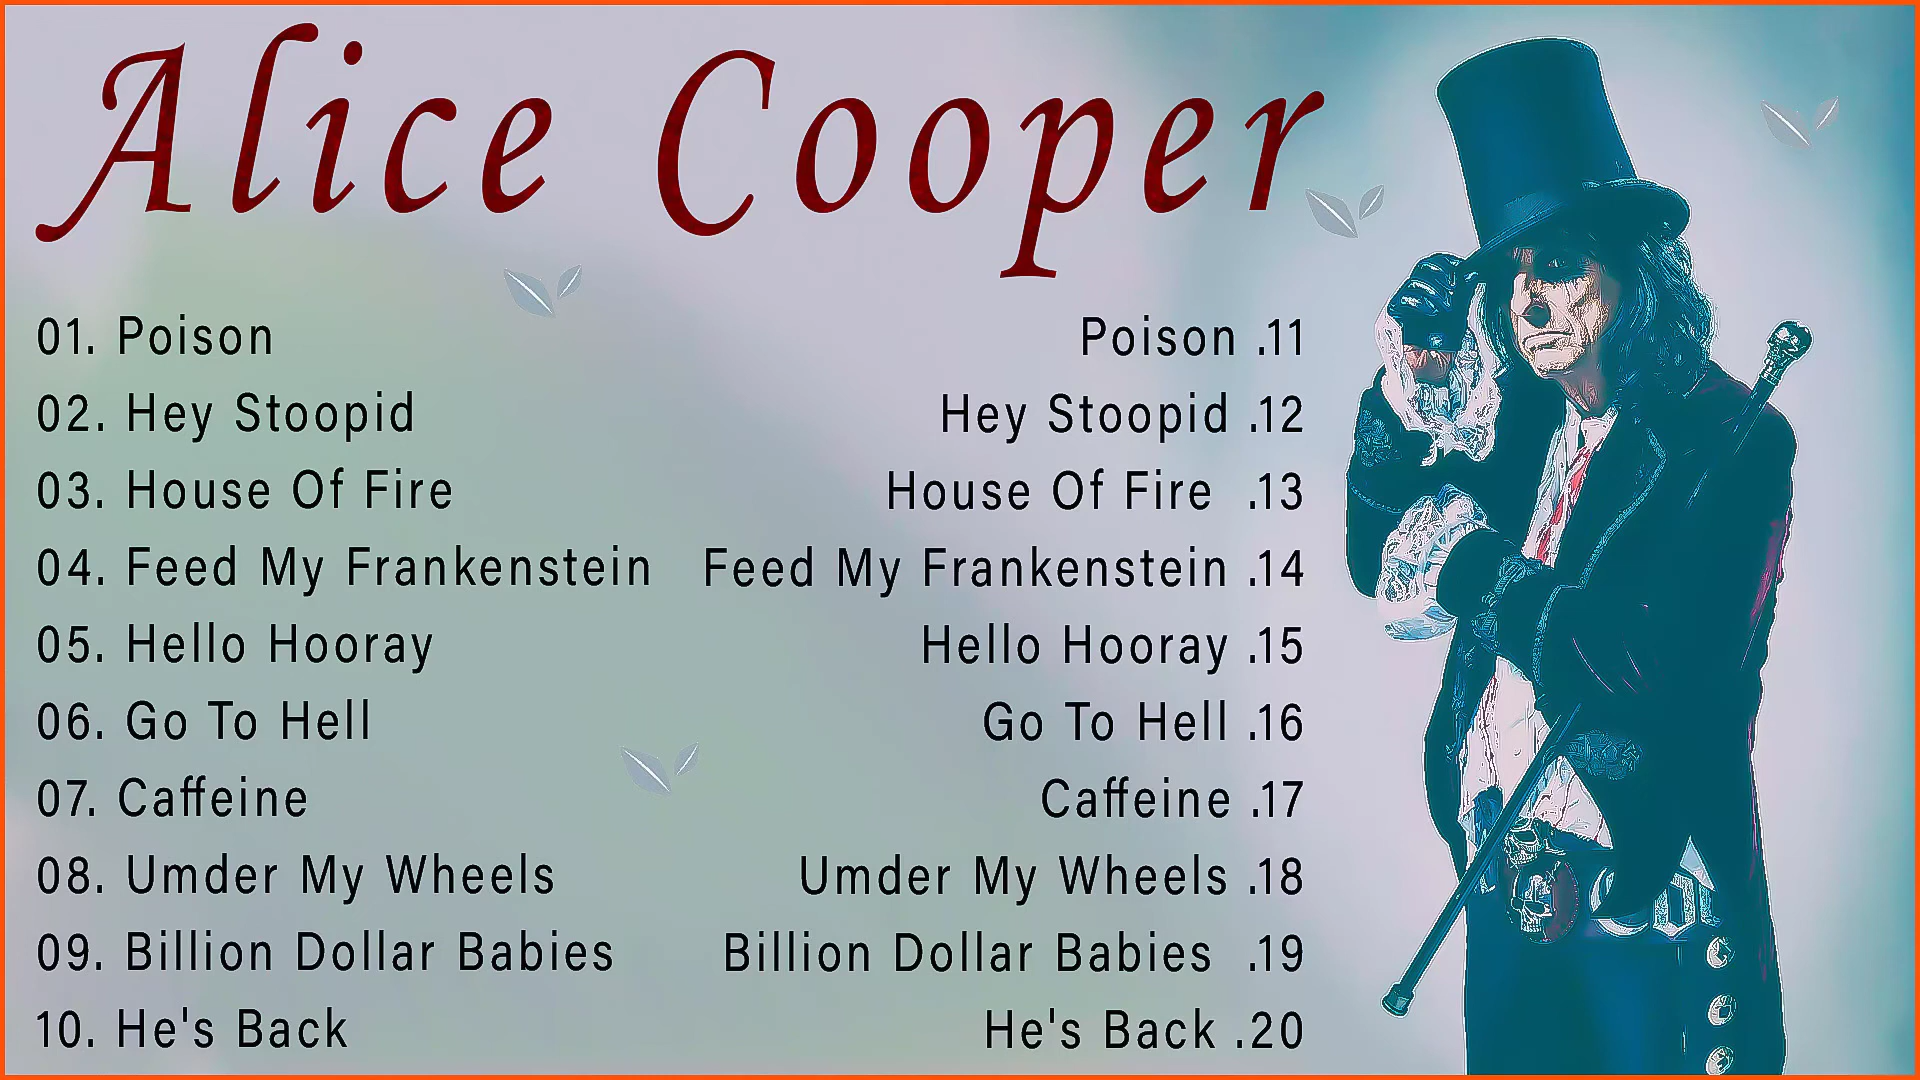 Alice Cooper
01. Poison
02. Hey Stoopid
03. House Of Fire
04. Feed My Frankenstein
05. Hello Hooray
06. Go To Hell
07. Caffeine
08. Umder My Wheels
09. Billion Dollar Babies
10. He's Back
Poison .11
Hey Stoopid .12
House Of Fire .13
Feed My Frankenstein .14
Hello Hooray .15
Go To Hell .16
Caffeine .17
Umder My Wheels .18
Billion Dollar Babies .19
He's Back .20